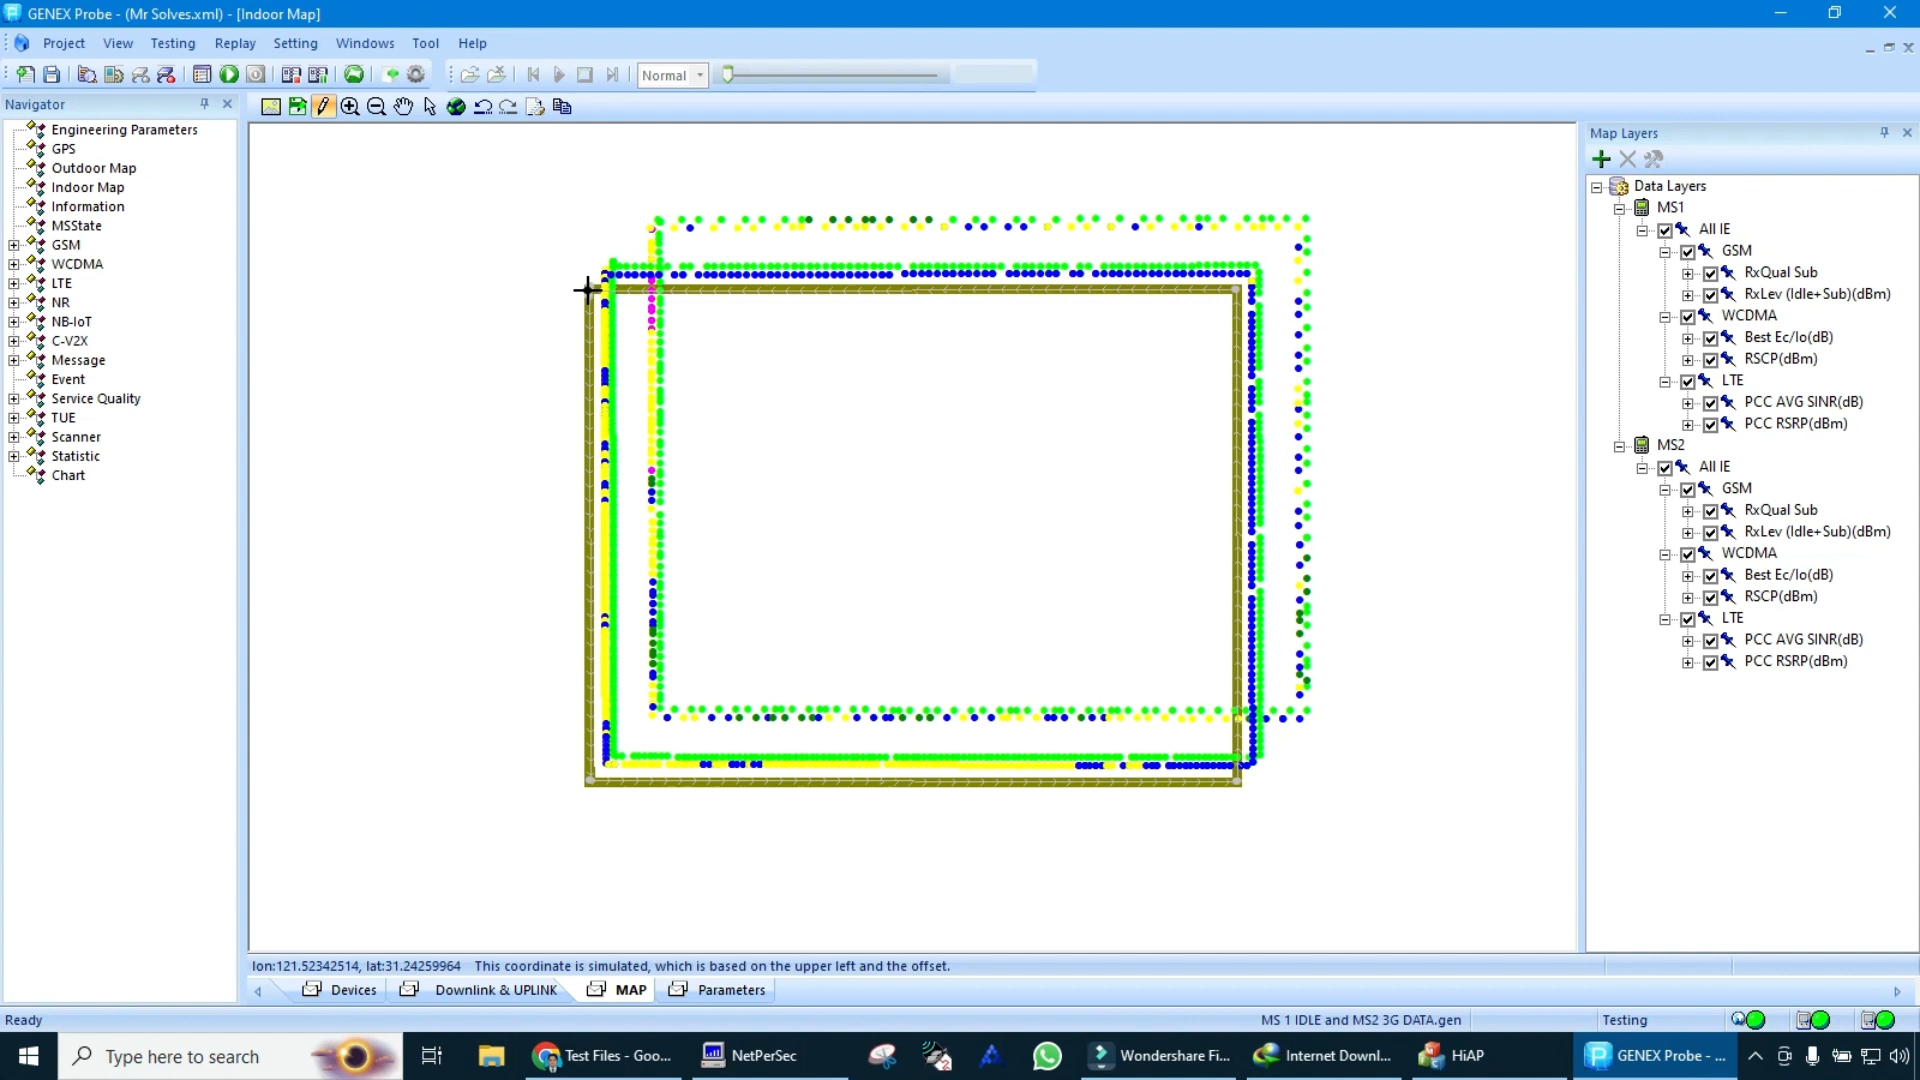 GENEX Probe - (Mr Solves.xml) - [Indoor Map]
Project View Testing Replay Setting Windows Tool Help
Normal
Navigator
Engineering Parameters
GPS
Outdoor Map
Indoor Map
Information
MSState
GSM
WCDMA
LTE
NR
NB-IoT
C-V2X
Message
Event
Service Quality
TUE
Scanner
Statistic
Chart
Map Layers
Data Layers
MS1
All IE
GSM
RxQual Sub
RxLev (Idle+Sub)(dBm)
WCDMA
Best Ec/Io(dB)
RSCP(dBm)
LTE
PCC AVG SINR(dB)
PCC RSRP(dBm)
MS2
All IE
GSM
RxQual Sub
RxLev (Idle+Sub)(dBm)
WCDMA
Best Ec/Io(dB)
RSCP(dBm)
LTE
PCC AVG SINR(dB)
PCC RSRP(dBm)
lon:121.52342514, lat:31.24259964 This coordinate is simulated, which is based on the upper left and the offset.
Devices Downlink & UPLINK MAP Parameters
Ready MS 1 IDLE and MS2 3G DATA.gen Testing
Type here to search Test Files - Goo... NetPerSec Wondershare Fi... Internet Downl... HiAP GENEX Probe - ...